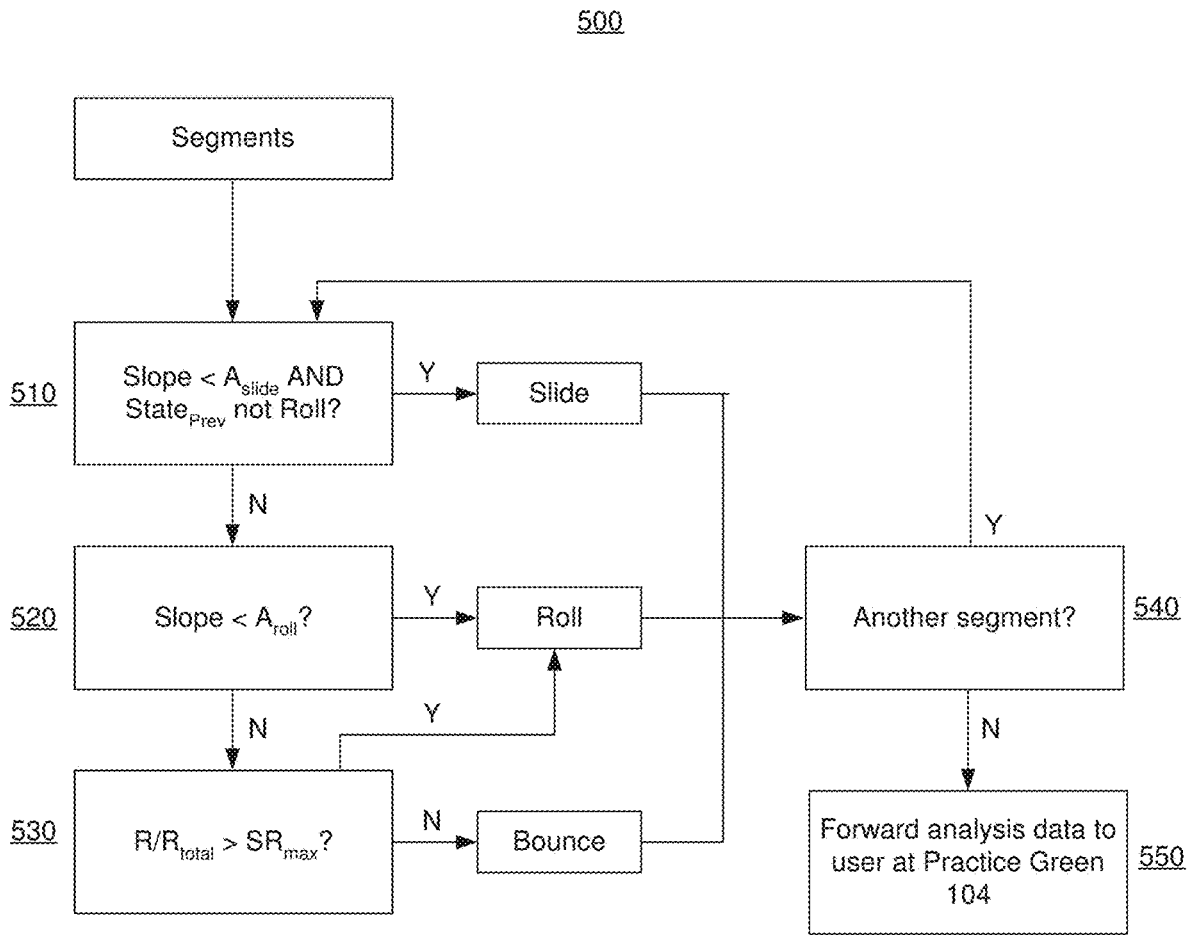 500
Segments
510
Slope < A_slide AND
State_Prev not Roll?
Y
Slide
N
Y
520
Slope < A_roll?
Y
Roll
Another segment?
540
N
Y
N
530
R/R_total > SR_max?
N
Bounce
Forward analysis data to
user at Practice Green
104
550